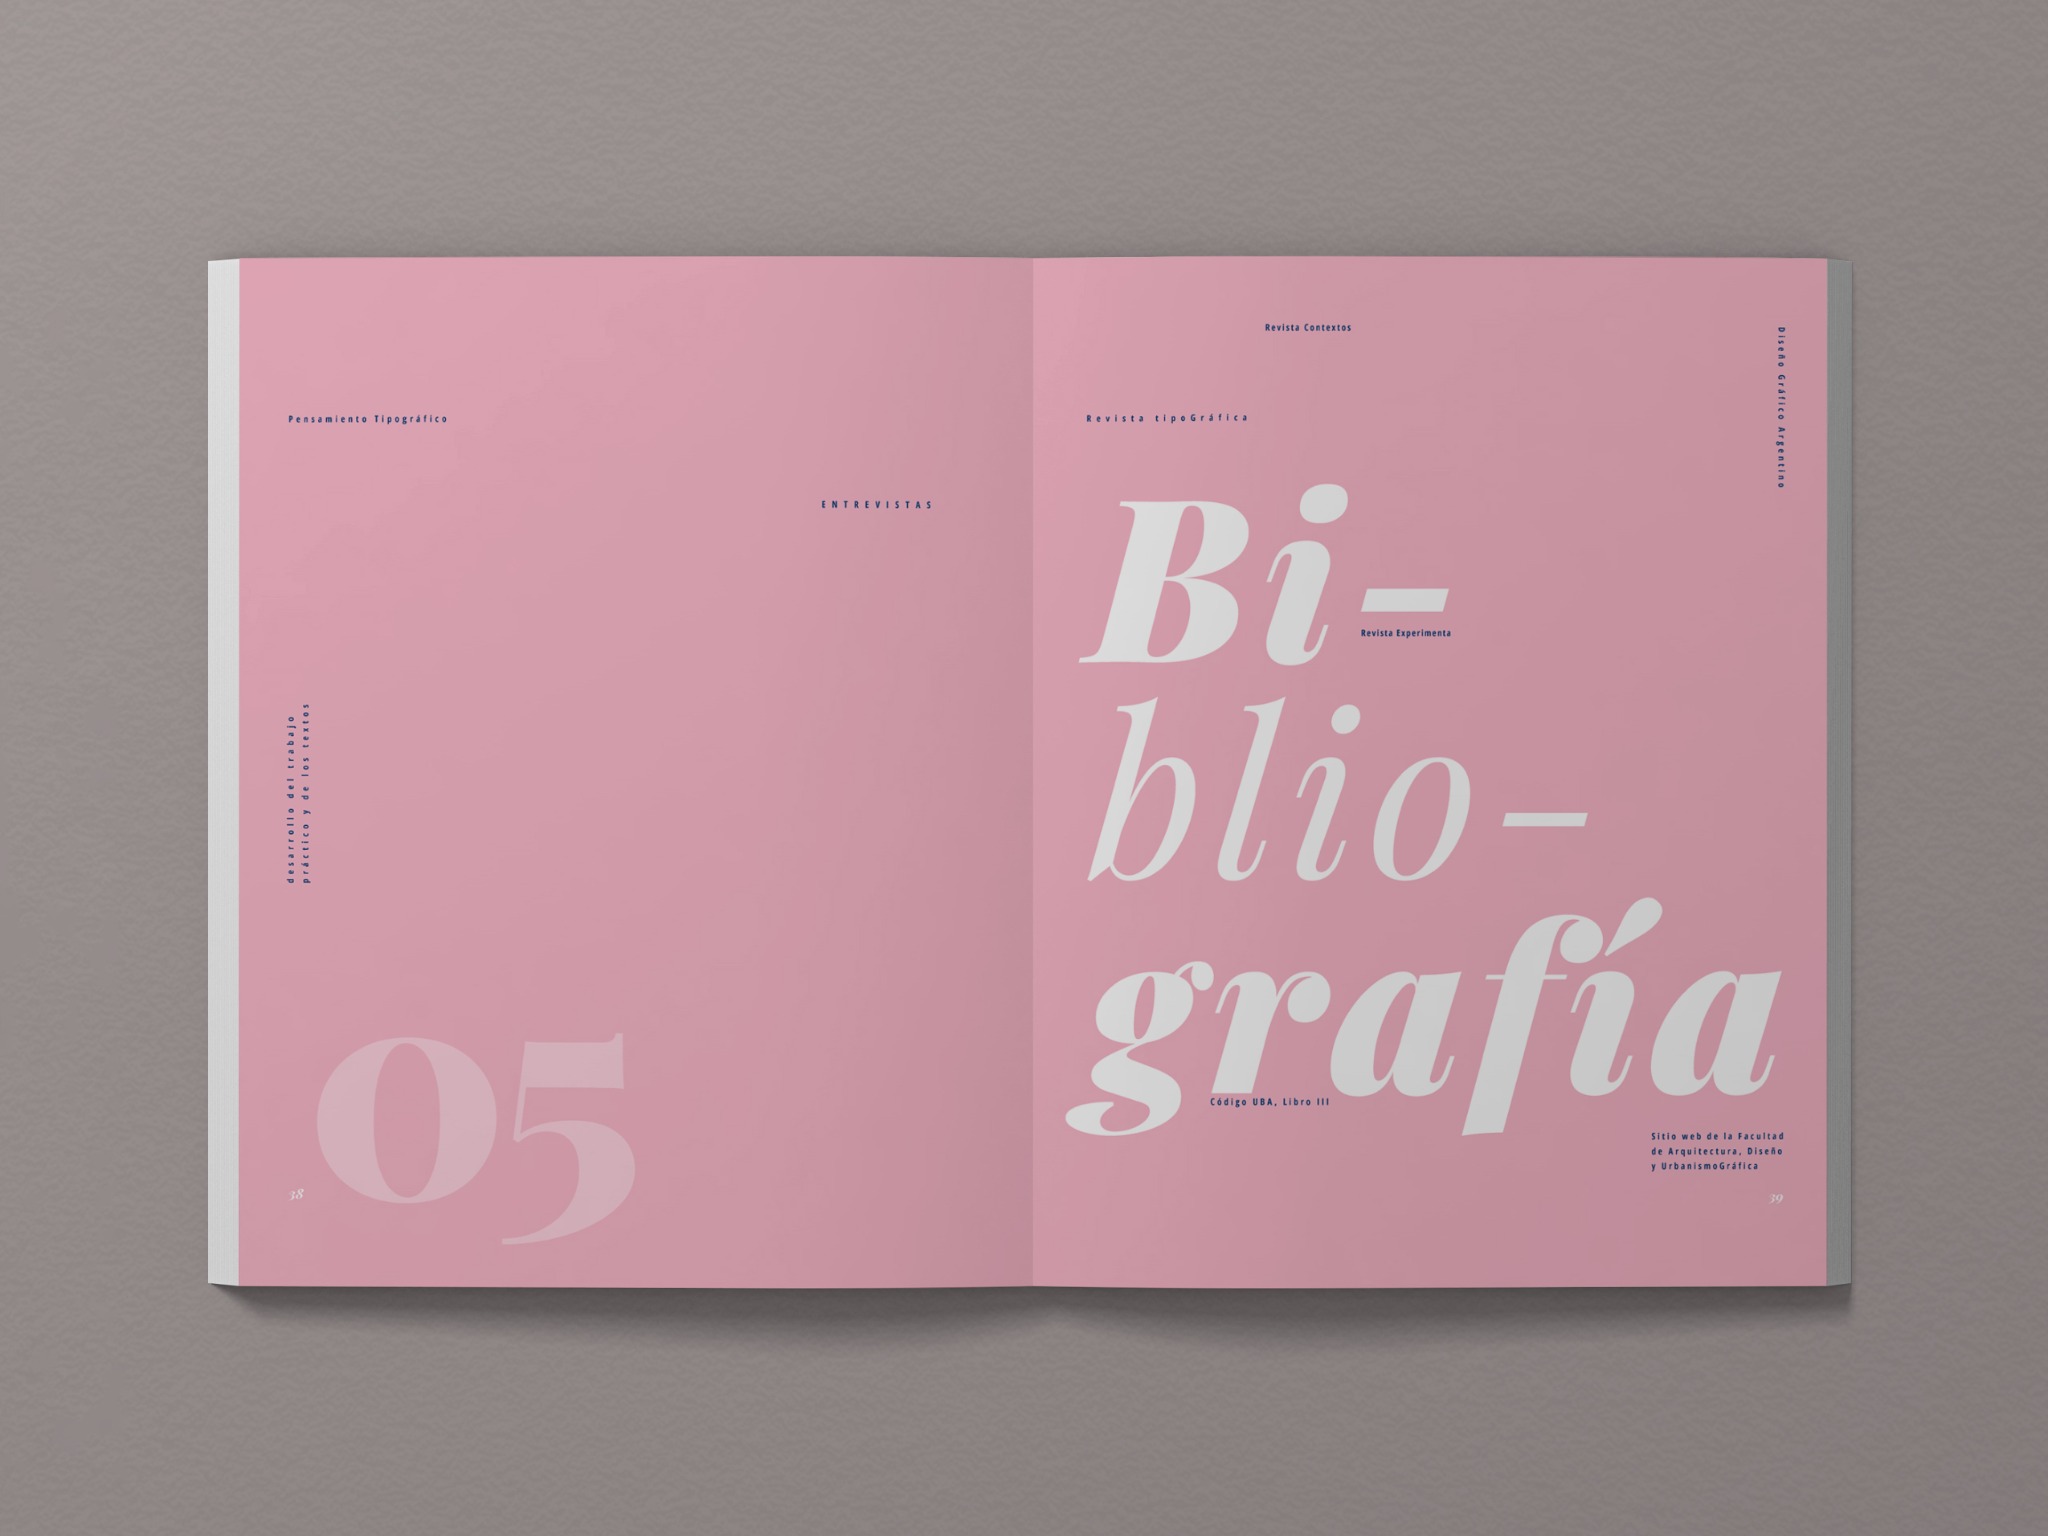 Pensamiento Tipográfico
ENTREVISTAS
desarrollo del trabajo
práctico y de los textos
05
38
Revista Contextos
Diseño Gráfico Argentino
Revista tipoGráfica
Bi-
Revista Experimenta
blio-
grafía
Código UBA, Libro III
Sitio web de la Facultad
de Arquitectura, Diseño
y UrbanismoGráfica
39